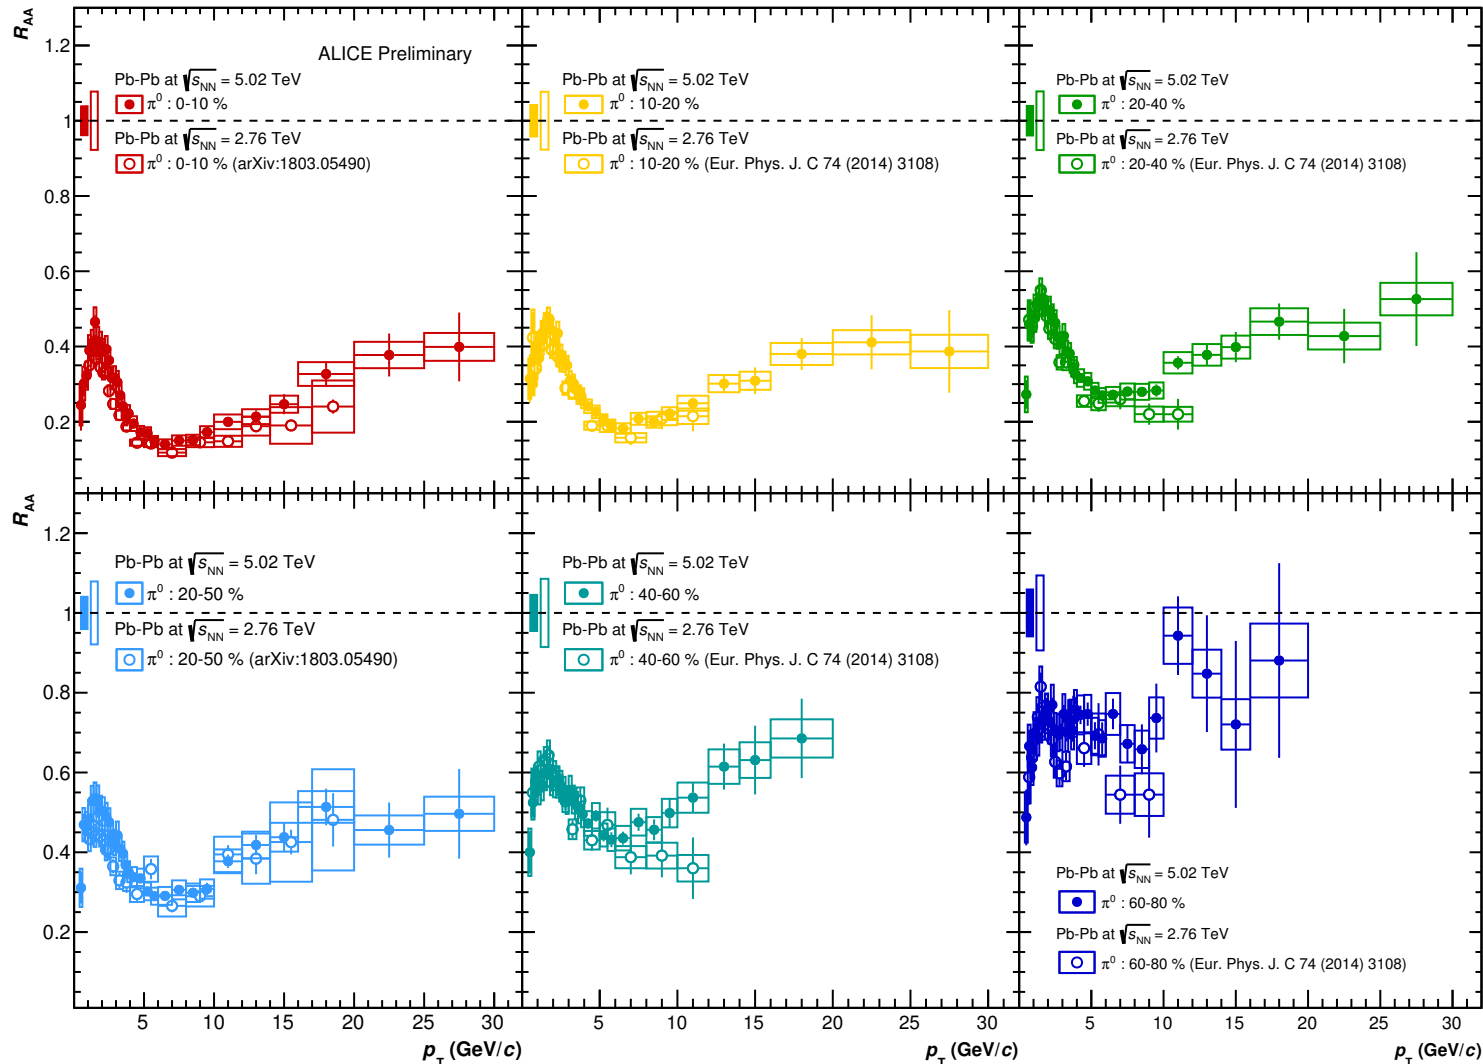 R_AA
1.2
1
0.8
0.6
0.4
0.2
ALICE Preliminary
Pb-Pb at √s_NN = 5.02 TeV
π⁰ : 0-10 %
Pb-Pb at √s_NN = 2.76 TeV
π⁰ : 0-10 % (arXiv:1803.05490)
Pb-Pb at √s_NN = 5.02 TeV
π⁰ : 10-20 %
Pb-Pb at √s_NN = 2.76 TeV
π⁰ : 10-20 % (Eur. Phys. J. C 74 (2014) 3108)
Pb-Pb at √s_NN = 5.02 TeV
π⁰ : 20-40 %
Pb-Pb at √s_NN = 2.76 TeV
π⁰ : 20-40 % (Eur. Phys. J. C 74 (2014) 3108)
R_AA
1.2
1
0.8
0.6
0.4
0.2
Pb-Pb at √s_NN = 5.02 TeV
π⁰ : 20-50 %
Pb-Pb at √s_NN = 2.76 TeV
π⁰ : 20-50 % (arXiv:1803.05490)
Pb-Pb at √s_NN = 5.02 TeV
π⁰ : 40-60 %
Pb-Pb at √s_NN = 2.76 TeV
π⁰ : 40-60 % (Eur. Phys. J. C 74 (2014) 3108)
Pb-Pb at √s_NN = 5.02 TeV
π⁰ : 60-80 %
Pb-Pb at √s_NN = 2.76 TeV
π⁰ : 60-80 % (Eur. Phys. J. C 74 (2014) 3108)
5 10 15 20 25 30
p_T (GeV/c)
5 10 15 20 25 30
p_T (GeV/c)
5 10 15 20 25 30
p_T (GeV/c)